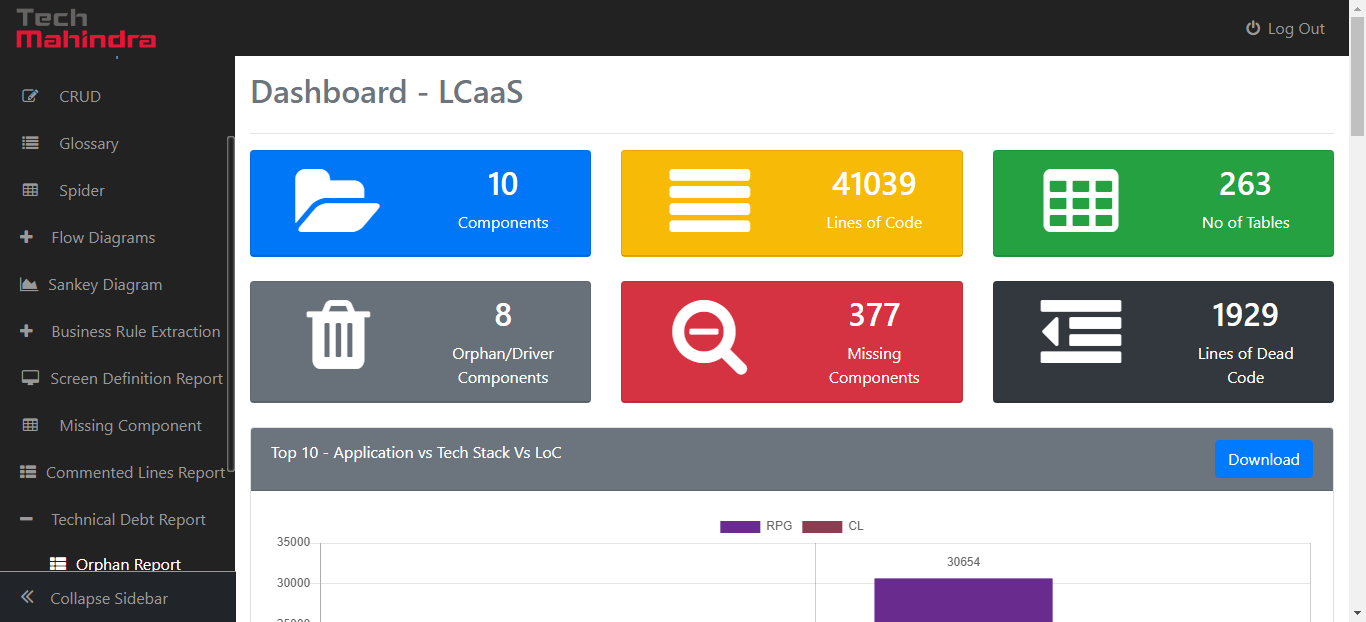 Tech
Mahindra
Log Out
CRUD
Glossary
Spider
Flow Diagrams
Sankey Diagram
Business Rule Extraction
Screen Definition Report
Missing Component
Commented Lines Report
Technical Debt Report
Orphan Report
Collapse Sidebar
Dashboard - LCaaS
10
Components
41039
Lines of Code
263
No of Tables
8
Orphan/Driver
Components
377
Missing
Components
1929
Lines of Dead
Code
Top 10 - Application vs Tech Stack Vs LoC
Download
RPG CL
35000
30654
30000
25000